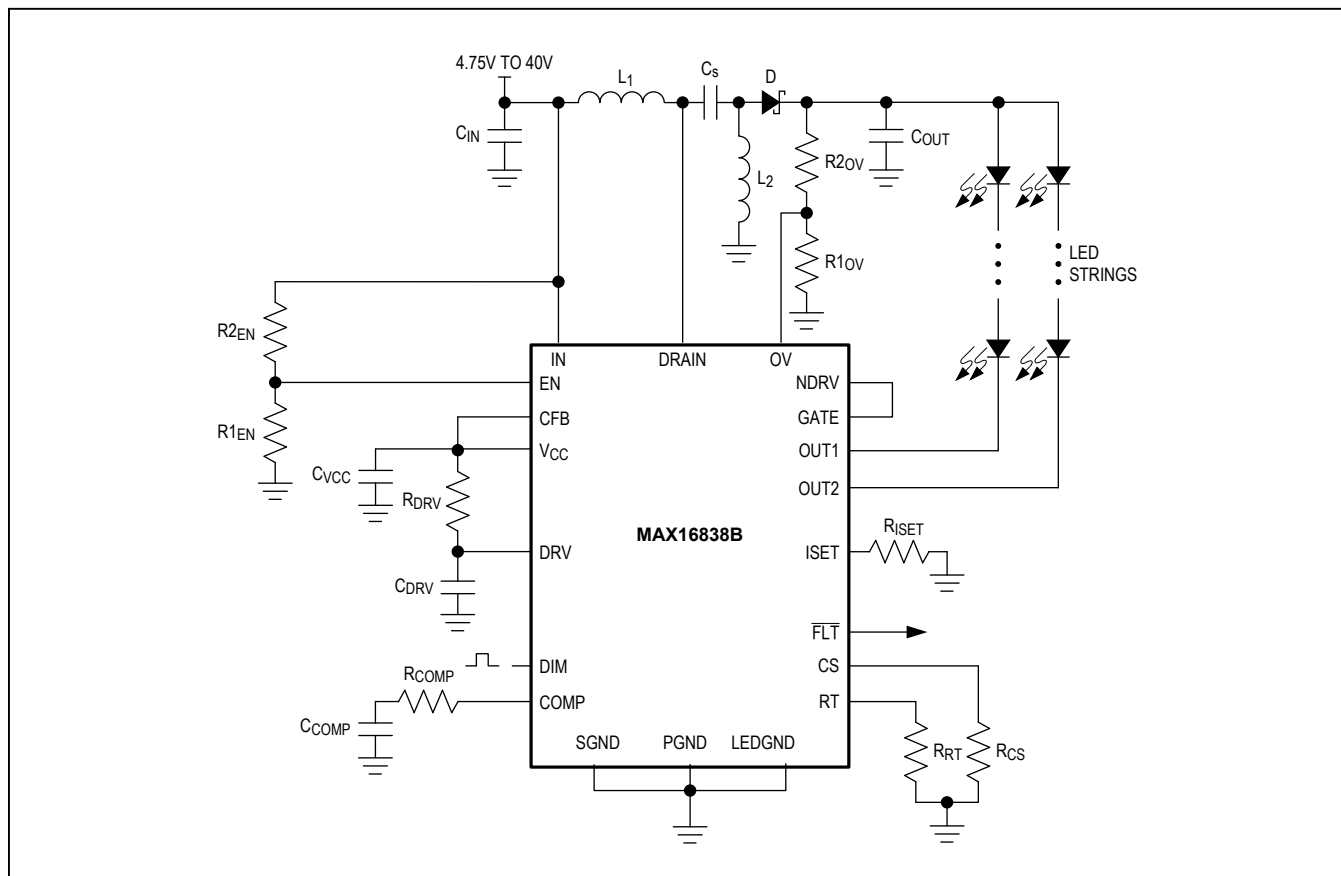 4.75V TO 40V
L1
Cs
D
CIN
L2
R2OV
COUT
R1OV
LED
STRINGS
R2EN
R1EN
IN
DRAIN
OV
EN
NDRV
CFB
GATE
VCC
OUT1
CVCC
RDRV
OUT2
MAX16838B
RISET
DRV
ISET
CDRV
FLT
DIM
CS
RCOMP
COMP
RT
CCOMP
SGND
PGND
LEDGND
RRT
RCS